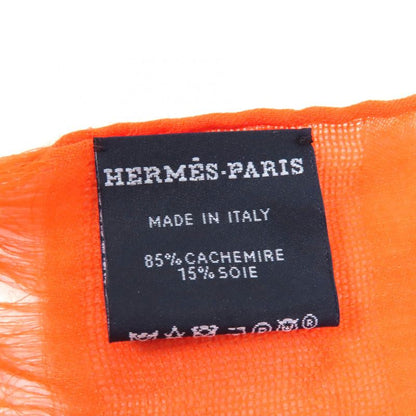 HERMÈS-PARIS
MADE IN ITALY
85% CACHEMIRE
15% SOIE